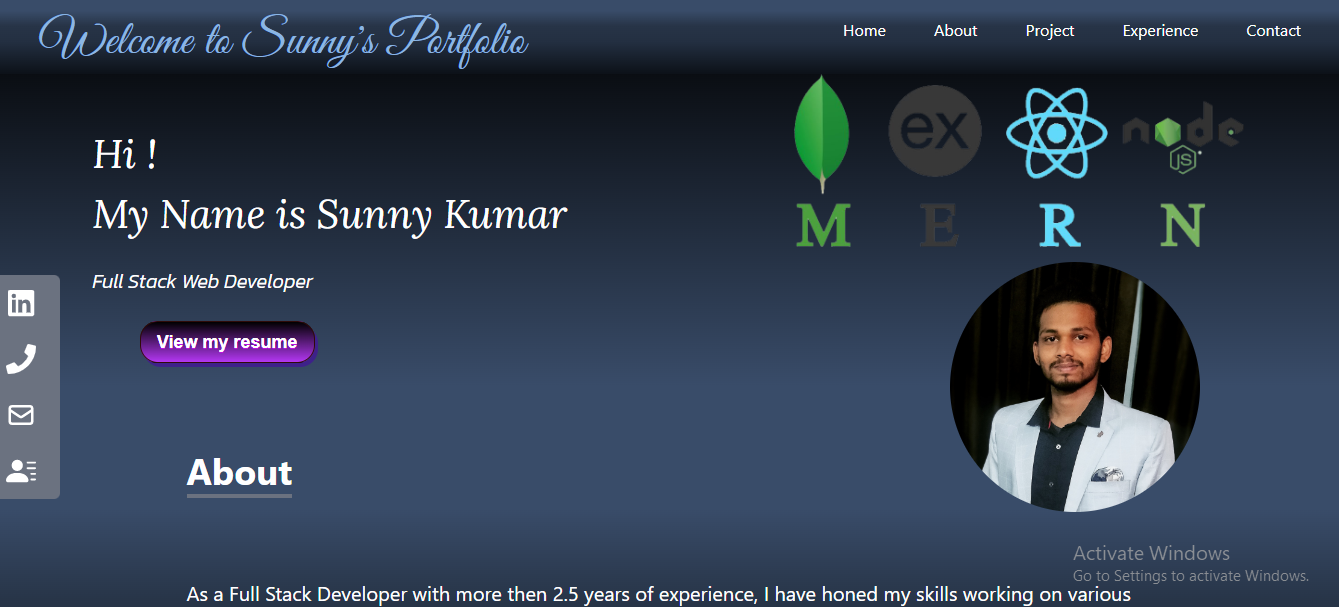 Welcome to Sunny's Portfolio
Home About Project Experience Contact
ex
node
JS
M E R N
Hi !
My Name is Sunny Kumar
Full Stack Web Developer
in
View my resume
About
Activate Windows
Go to Settings to activate Windows.
As a Full Stack Developer with more then 2.5 years of experience, I have honed my skills working on various